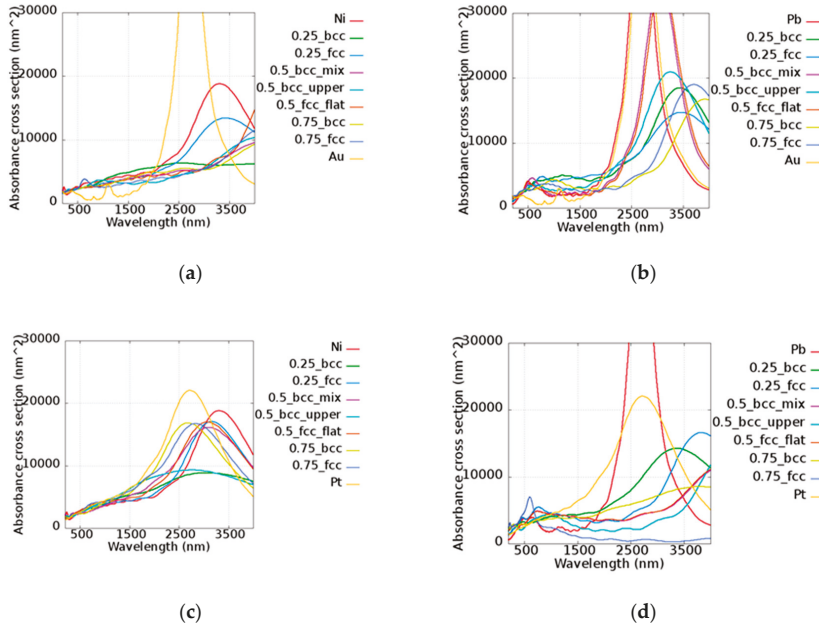 30000
20000
10000
0
500 1500 2500 3500
Wavelength (nm)
Absorbance cross section (nm^2)
Ni
0.25_bcc
0.25_fcc
0.5_bcc_mix
0.5_bcc_upper
0.5_fcc_flat
0.75_bcc
0.75_fcc
Au
(a)
30000
20000
10000
0
500 1500 2500 3500
Wavelength (nm)
Absorbance cross section (nm^2)
Pb
0.25_bcc
0.25_fcc
0.5_bcc_mix
0.5_bcc_upper
0.5_fcc_flat
0.75_bcc
0.75_fcc
Au
(b)
30000
20000
10000
0
500 1500 2500 3500
Wavelength (nm)
Absorbance cross section (nm^2)
Ni
0.25_bcc
0.25_fcc
0.5_bcc_mix
0.5_bcc_upper
0.5_fcc_flat
0.75_bcc
0.75_fcc
Pt
(c)
30000
20000
10000
0
500 1500 2500 3500
Wavelength (nm)
Absorbance cross section (nm^2)
Pb
0.25_bcc
0.25_fcc
0.5_bcc_mix
0.5_bcc_upper
0.5_fcc_flat
0.75_bcc
0.75_fcc
Pt
(d)